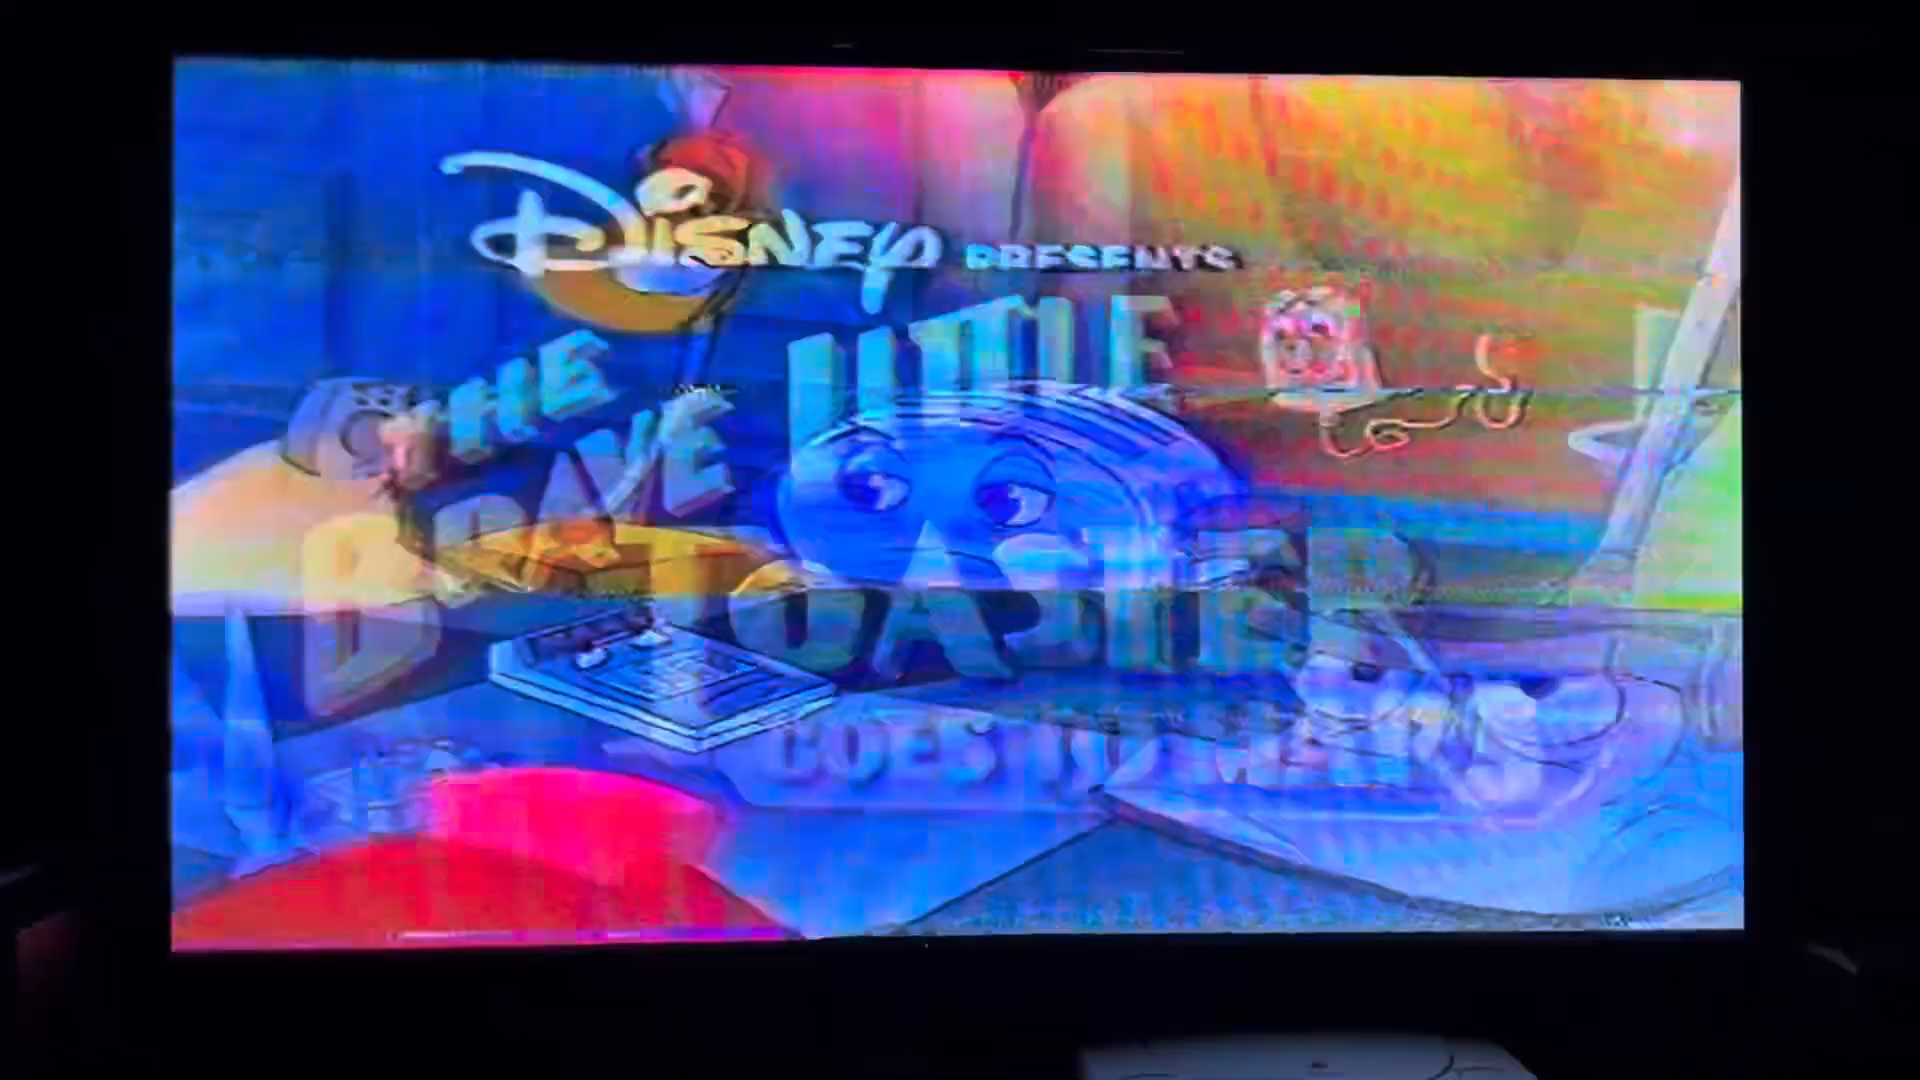 Disney PRESENTS
THE
BRAVE LITTLE
TOASTER
GOES TO MARS